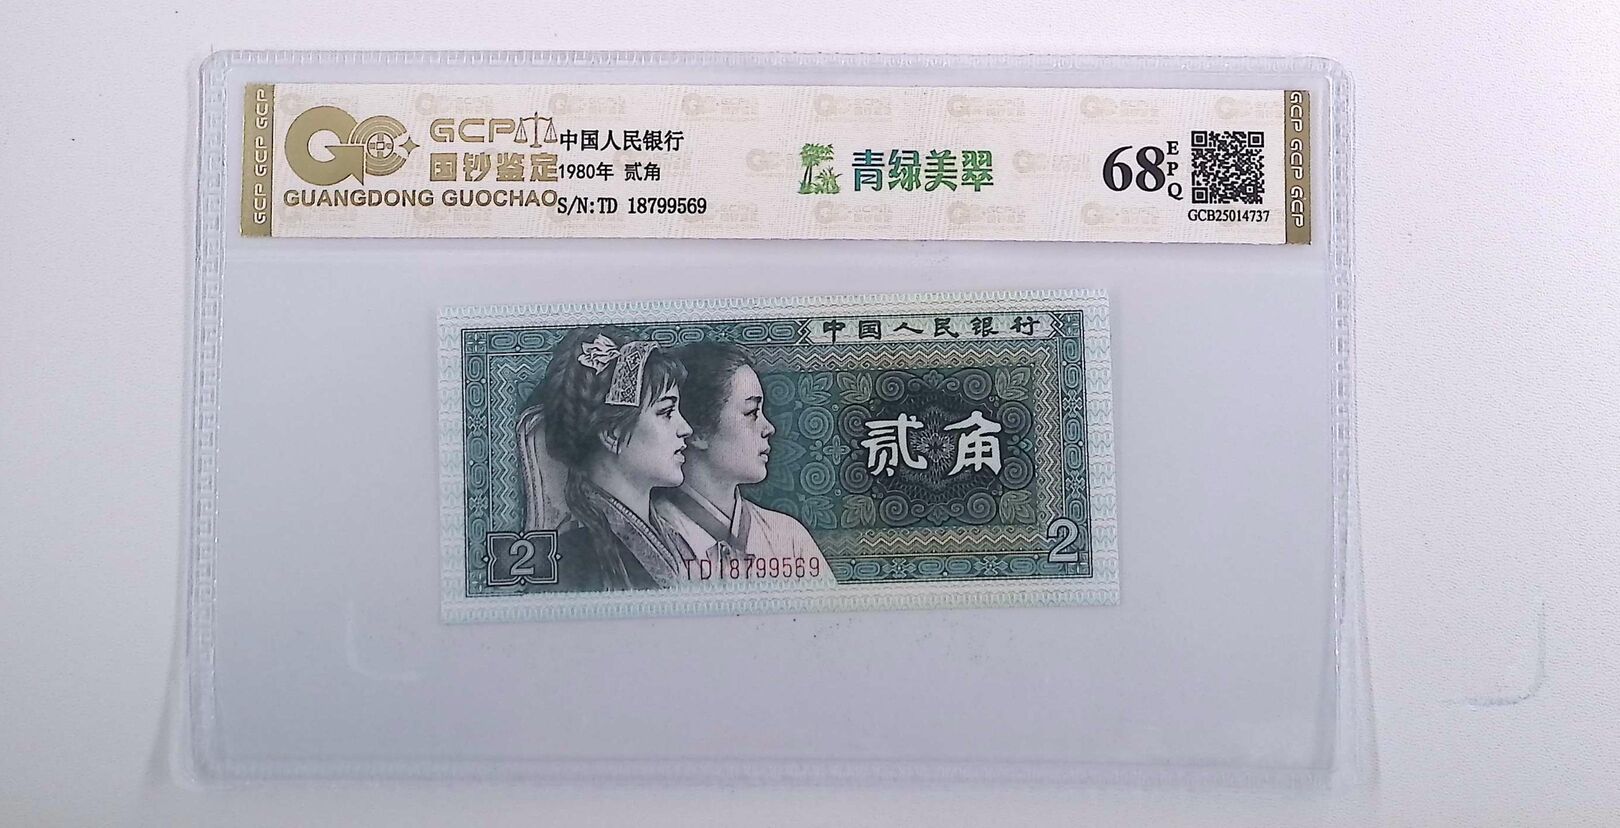 GCP GCP GCP
GCP
国钞鉴定
GUANGDONG GUOCHAO
中国人民银行
1980年 贰角
S/N:TD 18799569
青绿美翠
68 EPQ
GCB25014737
GCP GCP GCP
中国人民银行
贰角
2
2
TD18799569